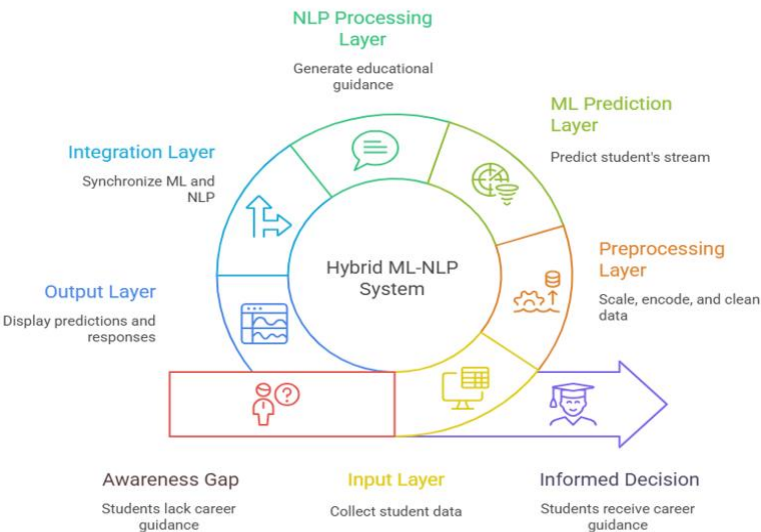 NLP Processing
Layer
Generate educational
guidance
ML Prediction
Layer
Predict student's stream
Integration Layer
Synchronize ML and
NLP
Hybrid ML-NLP
System
Preprocessing
Layer
Scale, encode, and clean
data
Output Layer
Display predictions and
responses
?
Awareness Gap
Students lack career
guidance
Input Layer
Collect student data
Informed Decision
Students receive career
guidance